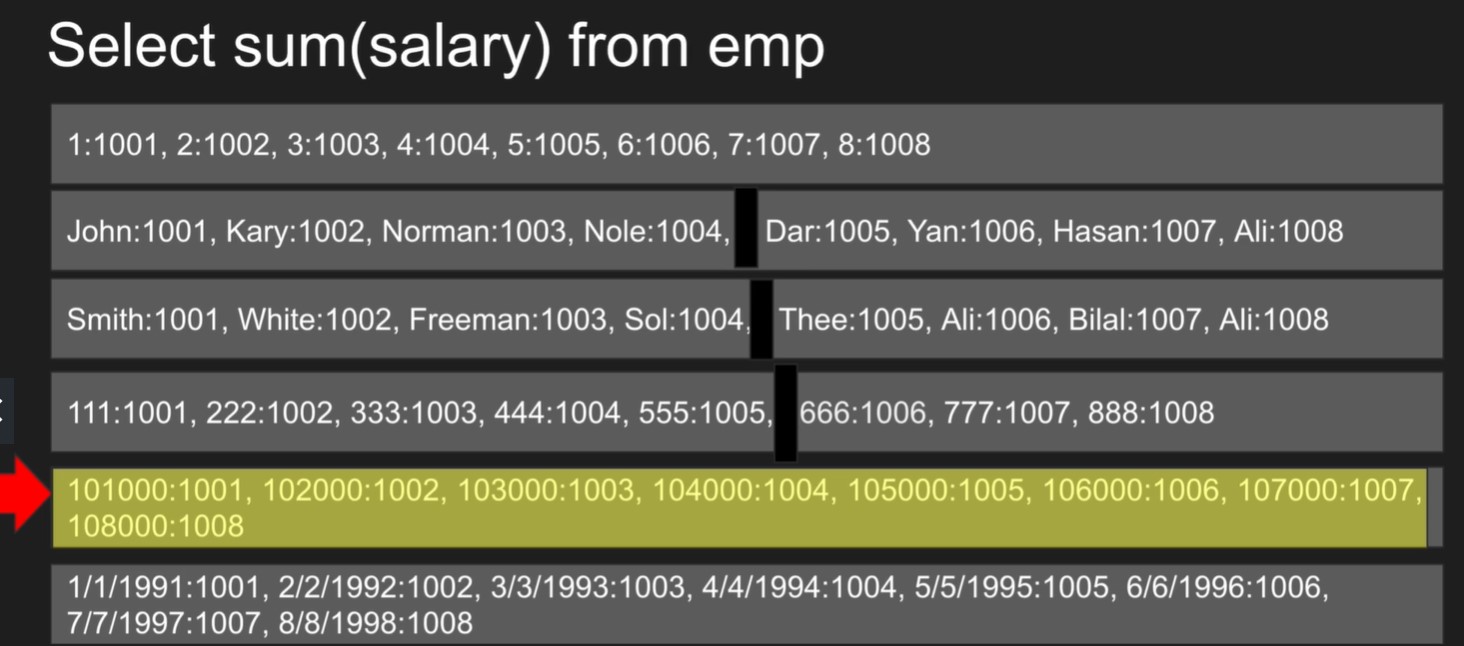 Select sum(salary) from emp
1:1001, 2:1002, 3:1003, 4:1004, 5:1005, 6:1006, 7:1007, 8:1008
John:1001, Kary:1002, Norman:1003, Nole:1004, Dar:1005, Yan:1006, Hasan:1007, Ali:1008
Smith:1001, White:1002, Freeman:1003, Sol:1004, Thee:1005, Ali:1006, Bilal:1007, Ali:1008
111:1001, 222:1002, 333:1003, 444:1004, 555:1005, 666:1006, 777:1007, 888:1008
101000:1001, 102000:1002, 103000:1003, 104000:1004, 105000:1005, 106000:1006, 107000:1007,
108000:1008
1/1/1991:1001, 2/2/1992:1002, 3/3/1993:1003, 4/4/1994:1004, 5/5/1995:1005, 6/6/1996:1006,
7/7/1997:1007, 8/8/1998:1008